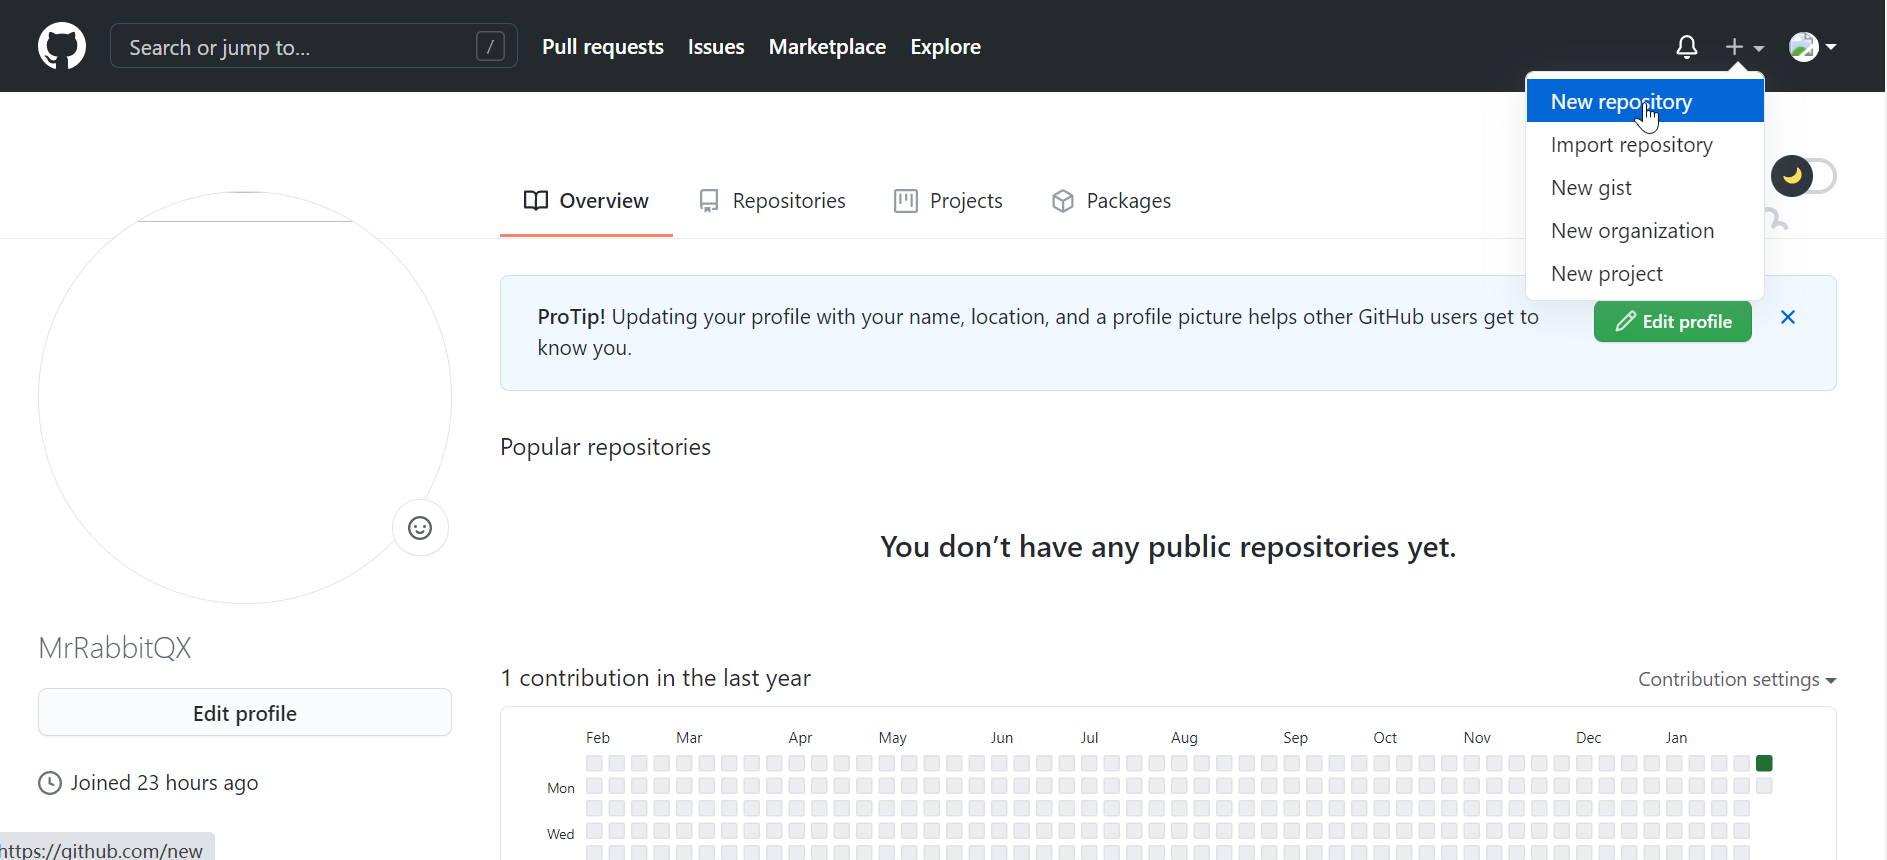 Search or jump to...
/
Pull requests
Issues
Marketplace
Explore
New repository
Import repository
New gist
New organization
New project
Overview
Repositories
Projects
Packages
ProTip! Updating your profile with your name, location, and a profile picture helps other GitHub users get to
know you.
Edit profile
Popular repositories
You don’t have any public repositories yet.
MrRabbitQX
Edit profile
Joined 23 hours ago
1 contribution in the last year
Contribution settings
Feb Mar Apr May Jun Jul Aug Sep Oct Nov Dec Jan
Mon
Wed
https://github.com/new